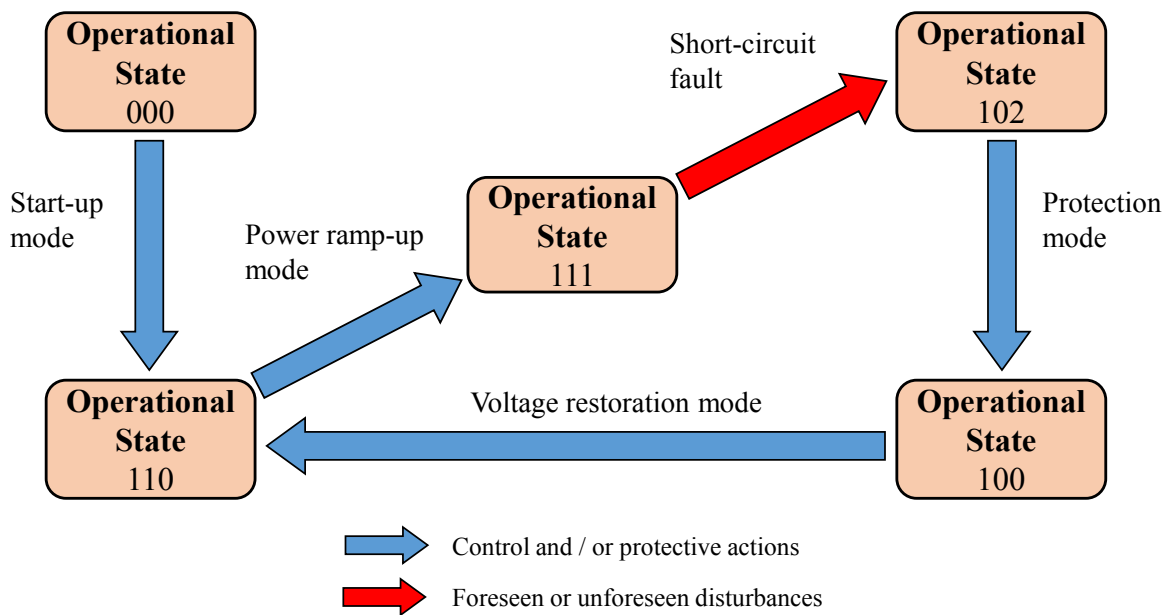 Operational
State
000
Short-circuit
fault
Operational
State
102
Start-up
mode
Power ramp-up
mode
Operational
State
111
Protection
mode
Operational
State
110
Voltage restoration mode
Operational
State
100
Control and / or protective actions
Foreseen or unforeseen disturbances